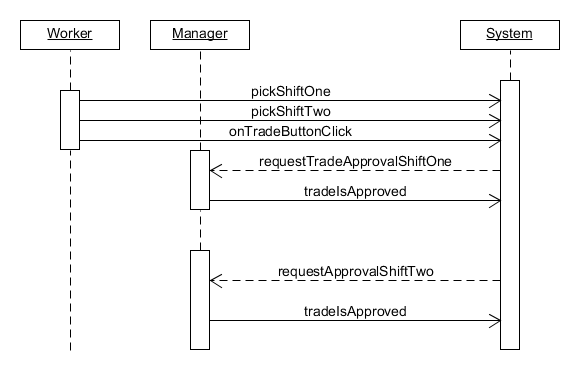 Worker
Manager
System
pickShiftOne
pickShiftTwo
onTradeButtonClick
requestTradeApprovalShiftOne
tradeIsApproved
requestApprovalShiftTwo
tradeIsApproved